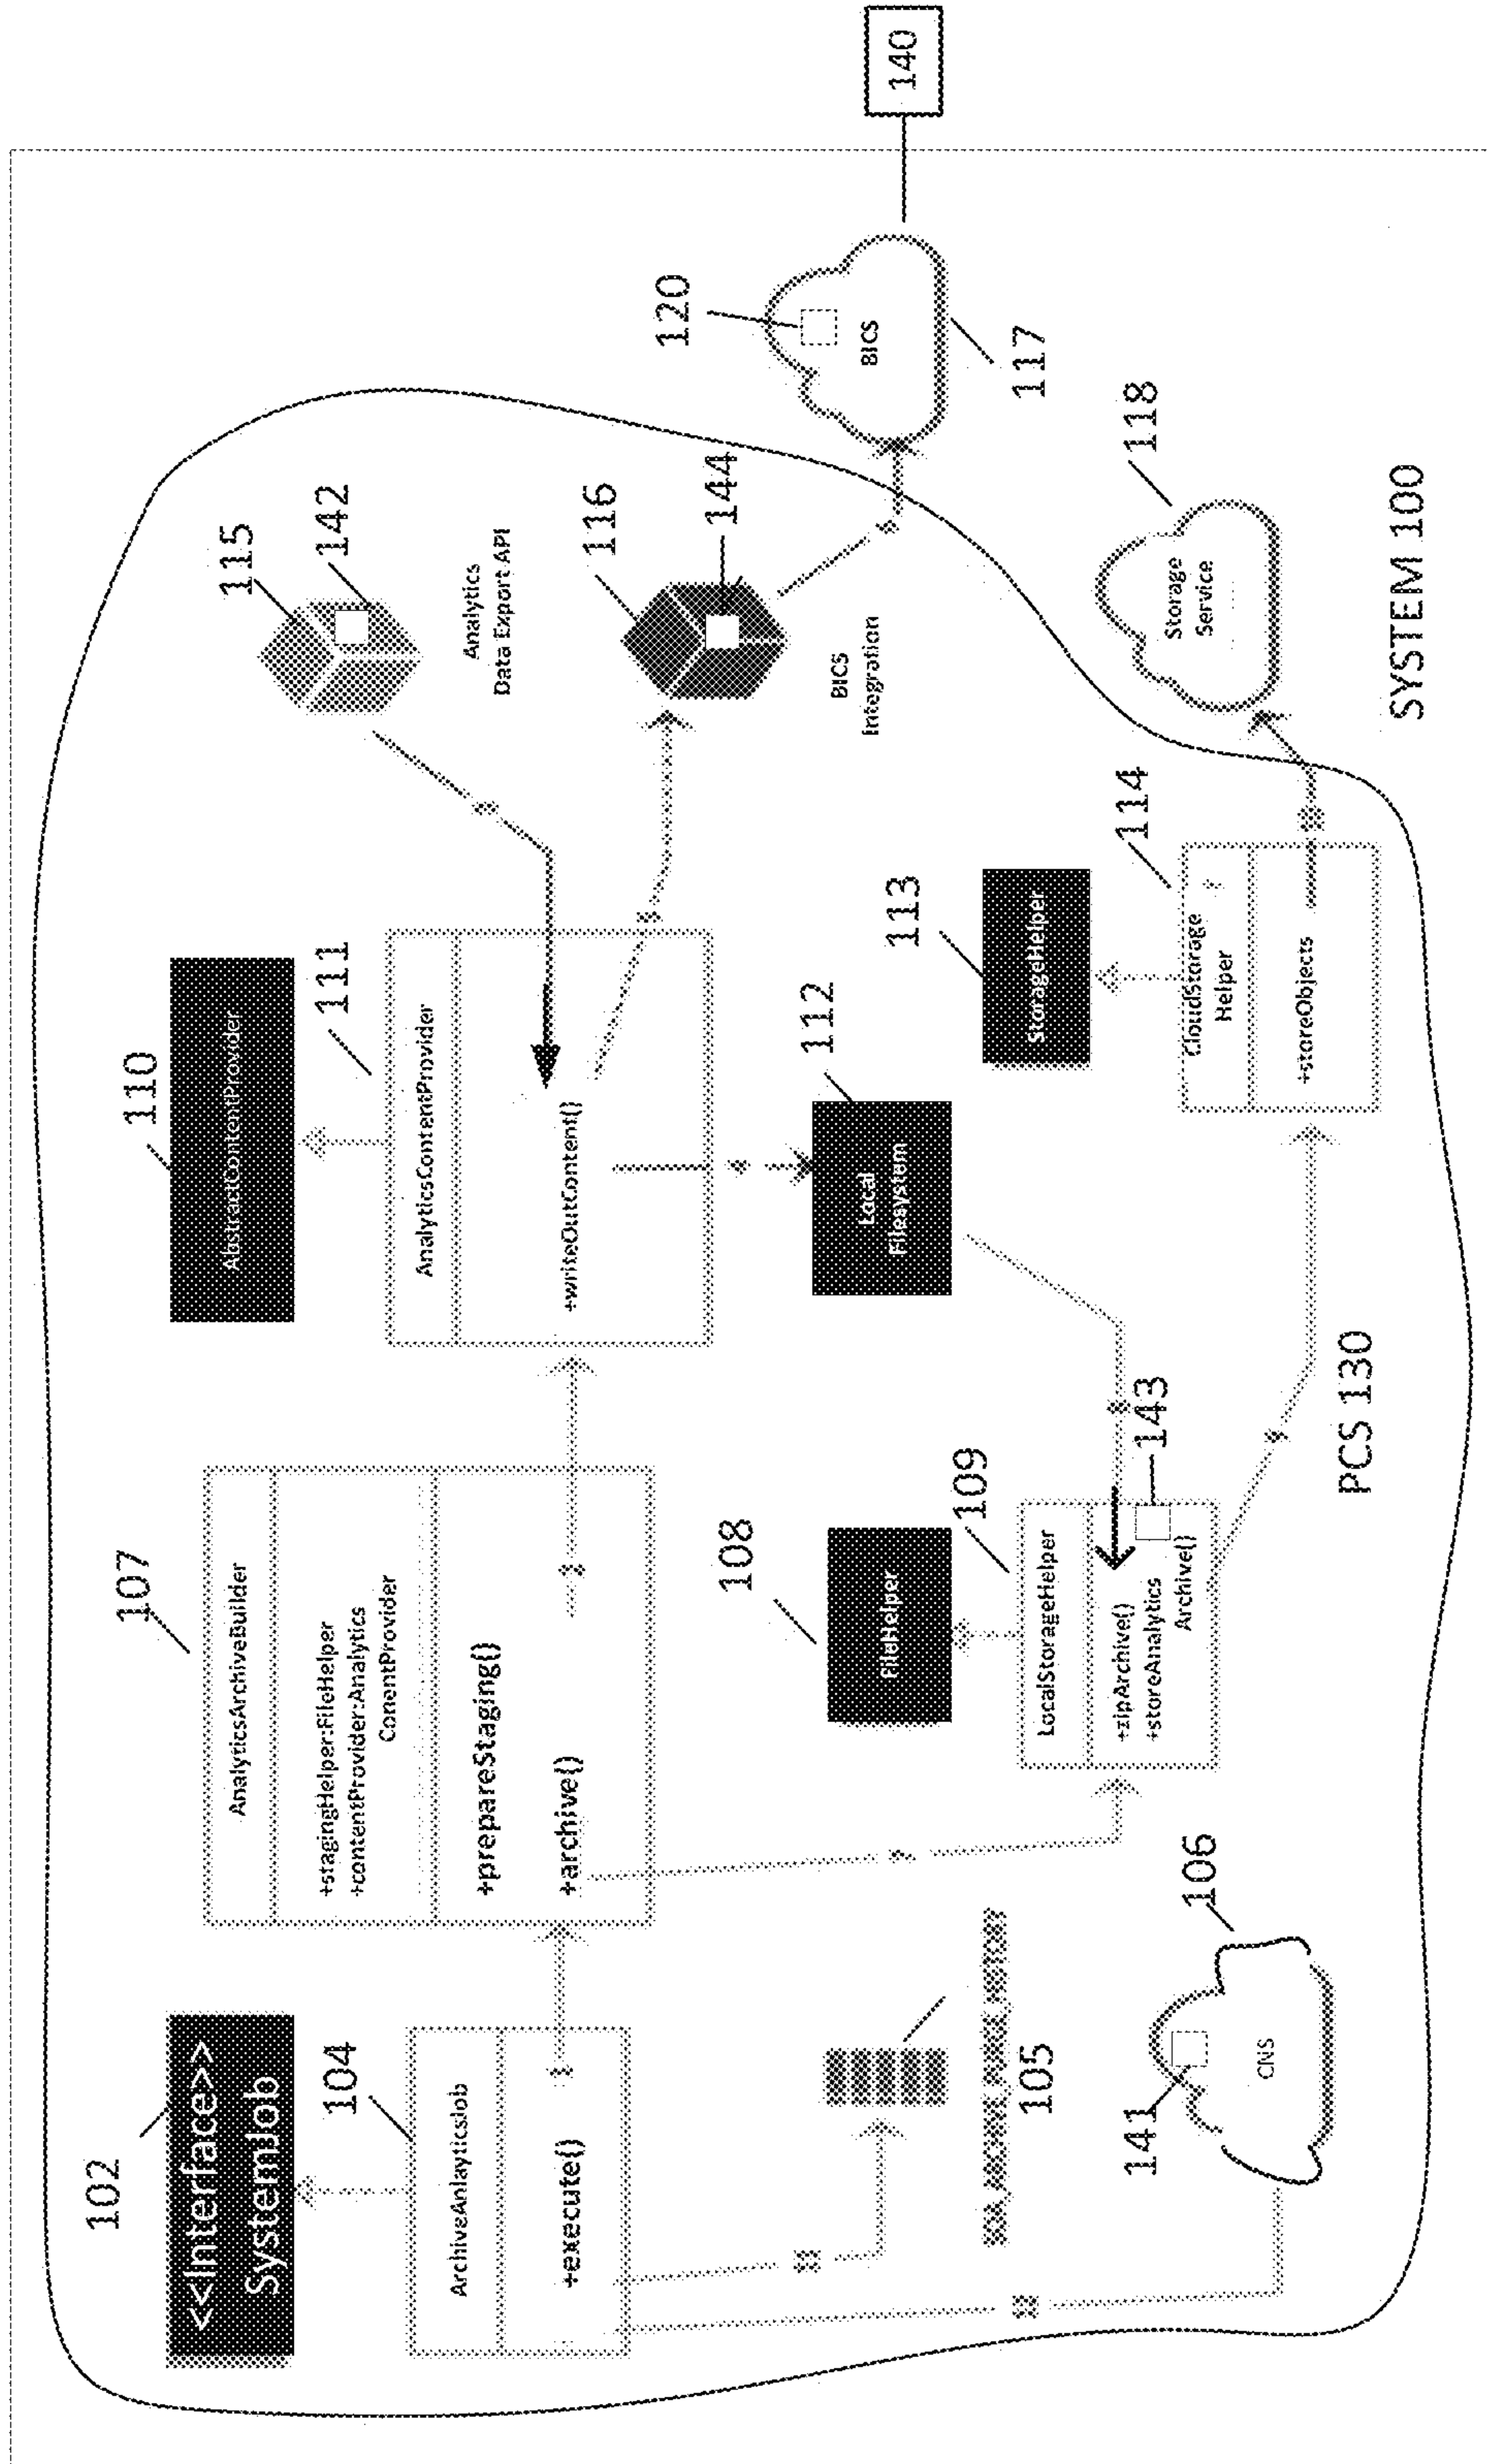 102
<<Interface>>
SystemJob
104
ArchiveAnlayticsJob
+execute()
105
SOA_ARCHIVE_PURGE_HISTORY
141
CNS
106
107
AnalyticsArchiveBuilder
+stagingHelper:FileHelper
+contentProvider:Analytics
ConentProvider
+prepareStaging()
+archive()
108
FileHelper
109
LocalStorageHelper
+zipArchive()
+storeAnalytics
Archive()
143
110
AbstractContentProvider
111
AnalyticsContentProvider
+writeOutContent()
112
Local
Filesystem
113
StorageHelper
114
CloudStorage
Helper
+storeObjects
115
142
Analytics
Data Export API
116
144
BICS
Integration
120
BICS
117
118
Storage
Service
140
PCS 130
SYSTEM 100